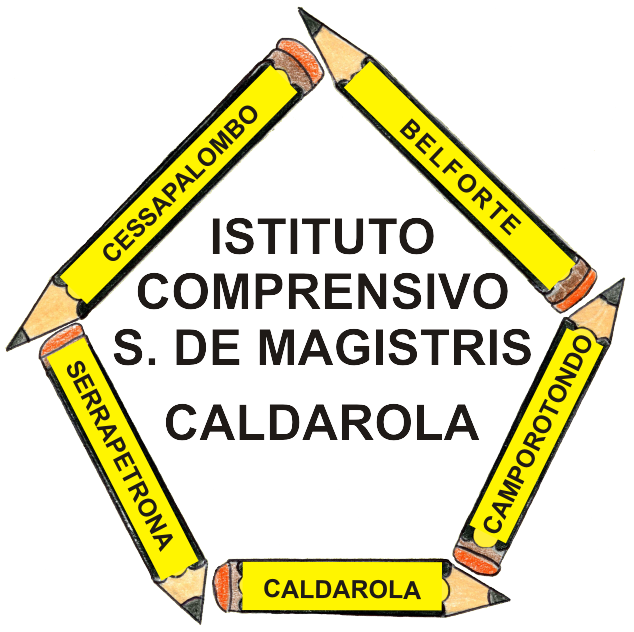 CESSAPALOMBO
BELFORTE
ISTITUTO
COMPRENSIVO
S. DE MAGISTRIS
CALDAROLA
SERRAPETRONA
CAMPOROTONDO
CALDAROLA